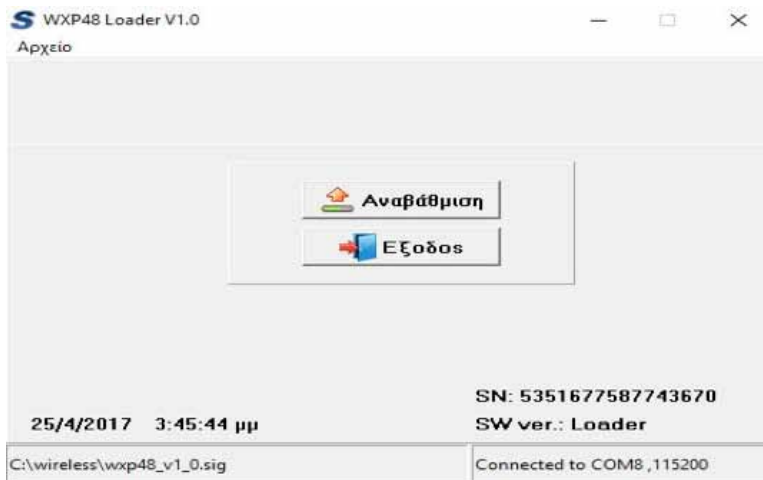 WXP48 Loader V1.0
Αρχείο
Αναβάθμιση
Εξοδος
SN: 5351677587743670
25/4/2017 3:45:44 μμ
SW ver.: Loader
C:\wireless\wxp48_v1_0.sig
Connected to COM8 ,115200